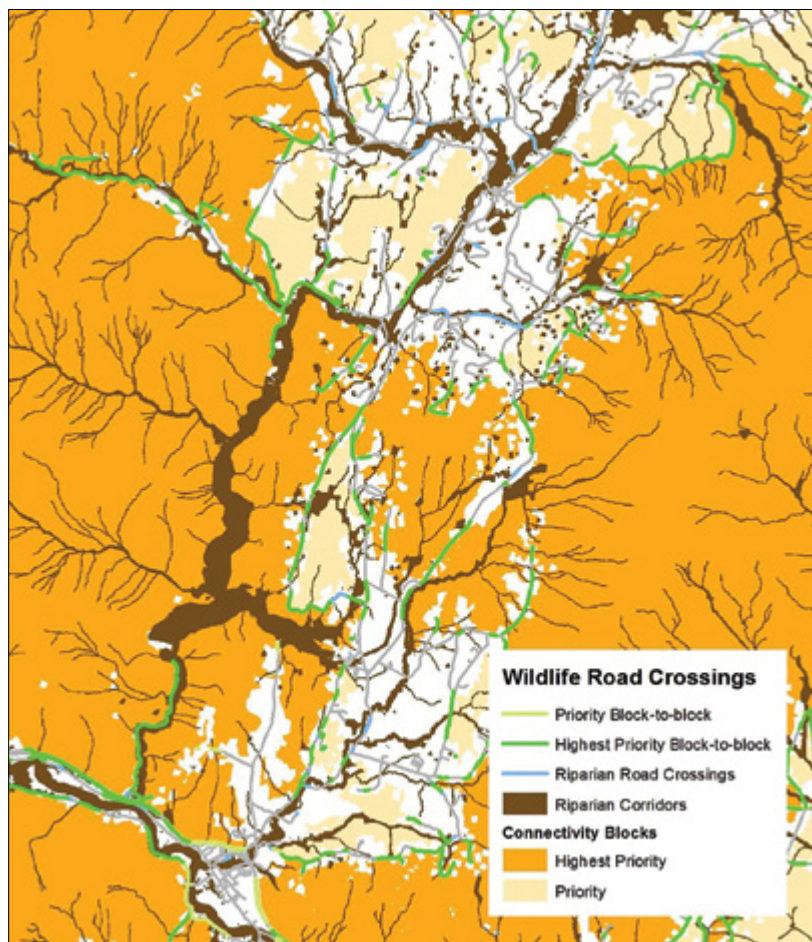 Wildlife Road Crossings
Priority Block-to-block
Highest Priority Block-to-block
Riparian Road Crossings
Riparian Corridors
Connectivity Blocks
Highest Priority
Priority